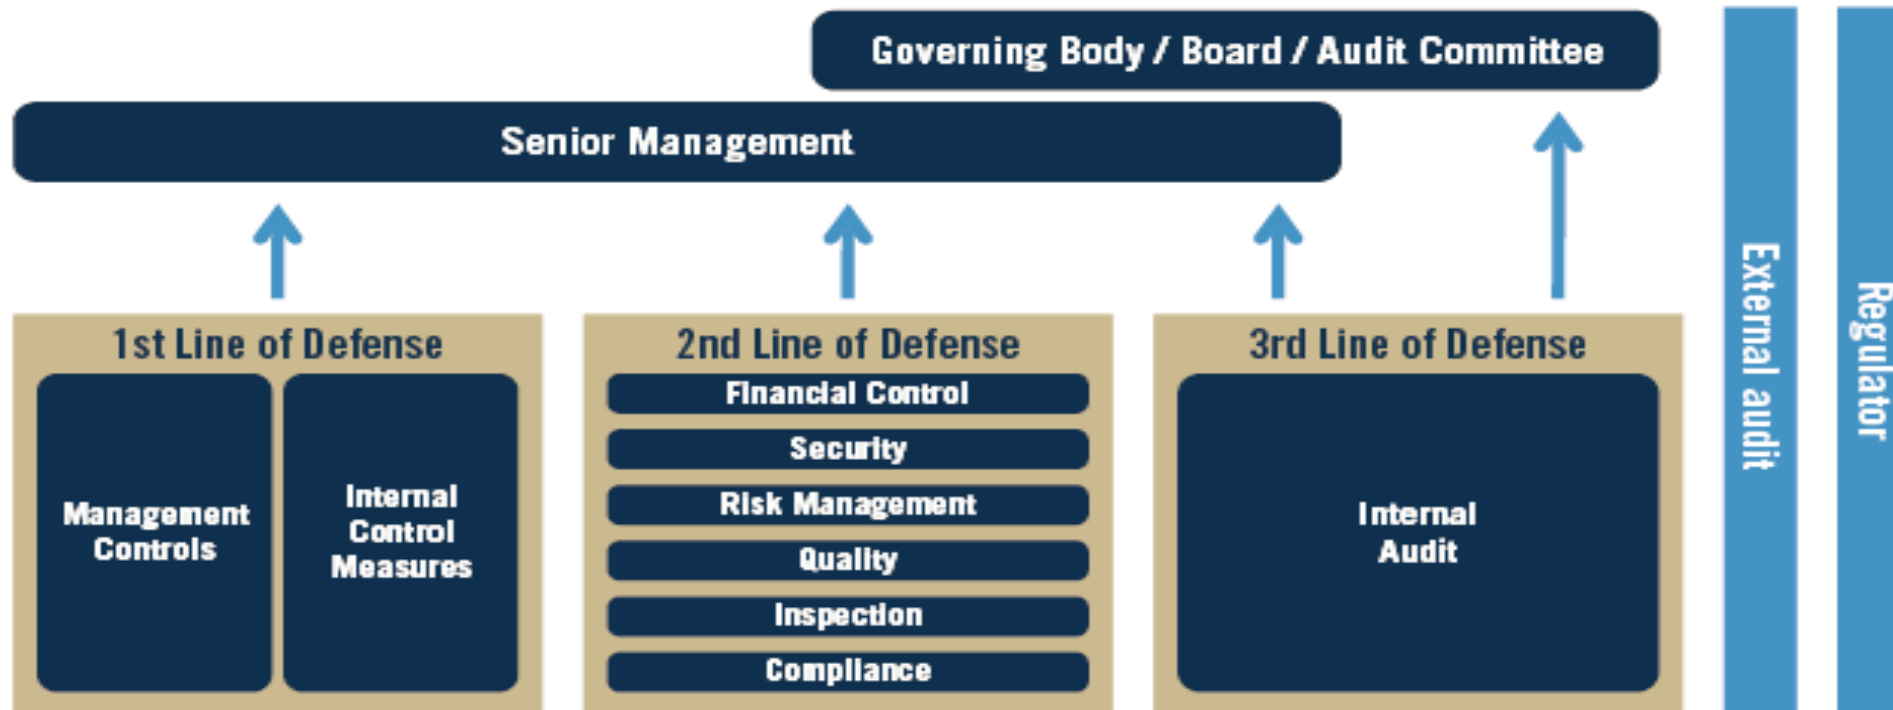 Governing Body / Board / Audit Committee
Senior Management
1st Line of Defense
Management
Controls
Internal
Control
Measures
2nd Line of Defense
Financial Control
Security
Risk Management
Quality
Inspection
Compliance
3rd Line of Defense
Internal
Audit
External audit
Regulator